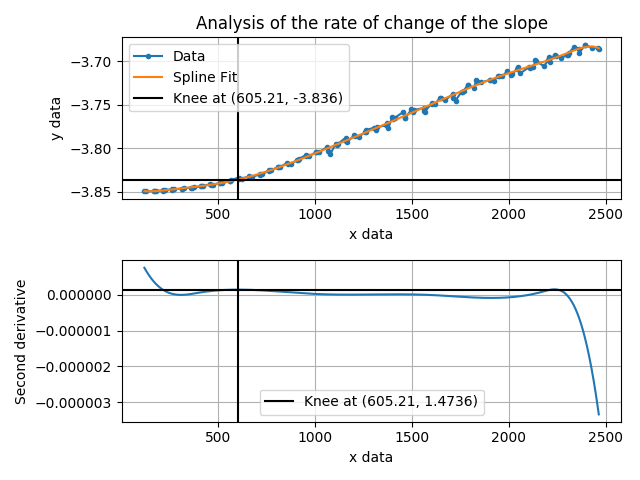 Analysis of the rate of change of the slope
Data
Spline Fit
Knee at (605.21, -3.836)
−3.70
−3.75
−3.80
−3.85
y data
500 1000 1500 2000 2500
x data
0.000000
−0.000001
−0.000002
−0.000003
Second derivative
Knee at (605.21, 1.4736)
500 1000 1500 2000 2500
x data